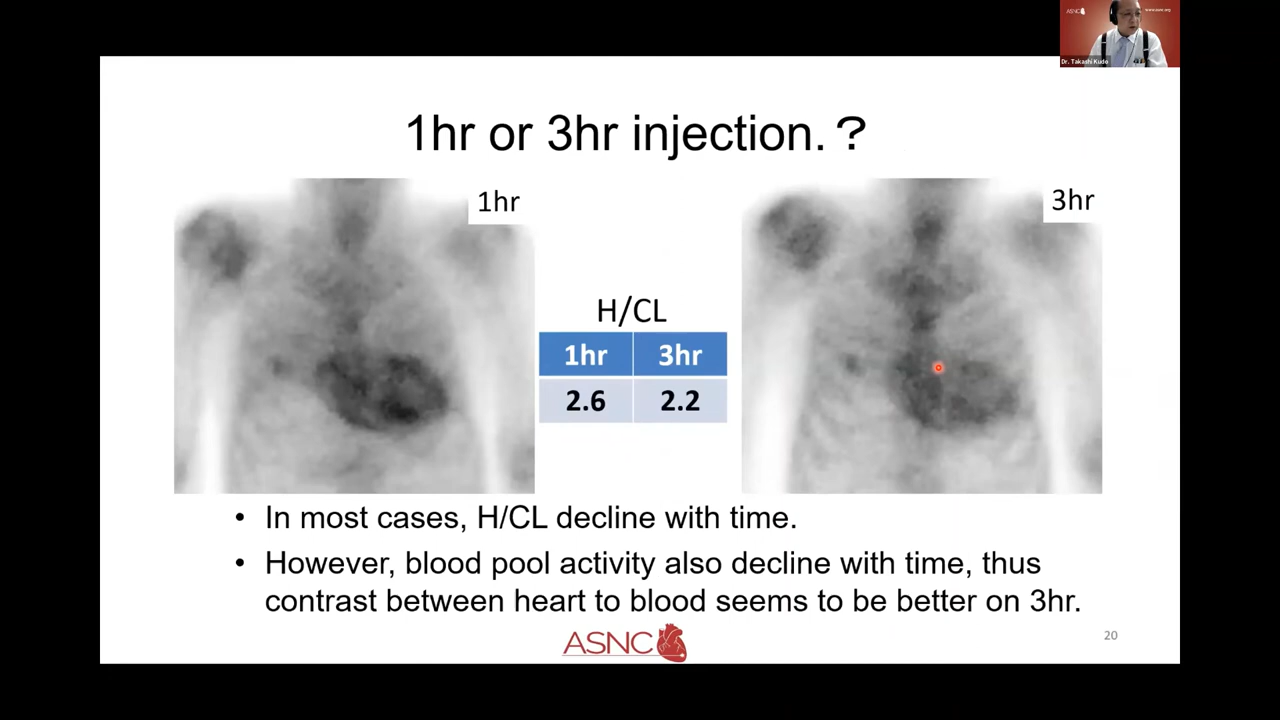 ASNC
Dr. Takashi Kudo
1hr or 3hr injection.？
1hr
3hr
H/CL
1hr 3hr
2.6 2.2
• In most cases, H/CL decline with time.
• However, blood pool activity also decline with time, thus
contrast between heart to blood seems to be better on 3hr.
ASNC
20